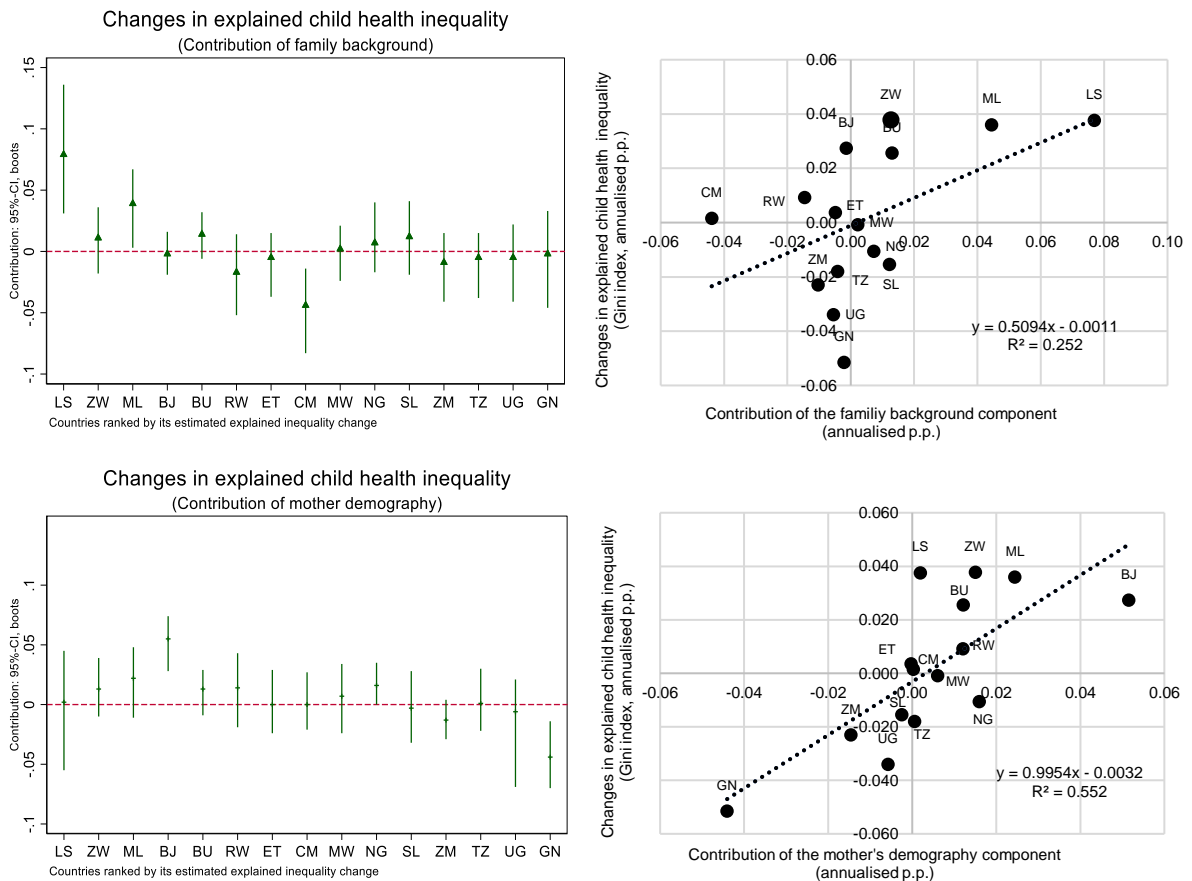 Changes in explained child health inequality
(Contribution of family background)
Contribution: 95%-CI, boots
.15
.1
.05
0
-.05
-.1
LS ZW ML BJ BU RW ET CM MW NG SL ZM TZ UG GN
Countries ranked by its estimated explained inequality change
Changes in explained child health inequality
(Gini index, annualised p.p.)
0.06
0.04
0.02
0.00
-0.02
-0.04
-0.06
-0.06 -0.04 -0.02 0.00 0.02 0.04 0.06 0.08 0.10
ZW
ML
LS
BJ
BU
CM
RW
ET
MW
NG
ZM
TZ
SL
UG
GN
y = 0.5094x - 0.0011
R² = 0.252
Contribution of the familiy background component
(annualised p.p.)
Changes in explained child health inequality
(Contribution of mother demography)
Contribution: 95%-CI, boots
.1
.05
0
-.05
-.1
LS ZW ML BJ BU RW ET CM MW NG SL ZM TZ UG GN
Countries ranked by its estimated explained inequality change
Changes in explained child health inequality
(Gini index, annualised p.p.)
0.060
0.040
0.020
0.000
-0.020
-0.040
-0.060
-0.06 -0.04 -0.02 0.00 0.02 0.04 0.06
LS
ZW
ML
BJ
BU
RW
ET
CM
MW
SL
NG
ZM
TZ
UG
GN
y = 0.9954x - 0.0032
R² = 0.552
Contribution of the mother's demography component
(annualised p.p.)